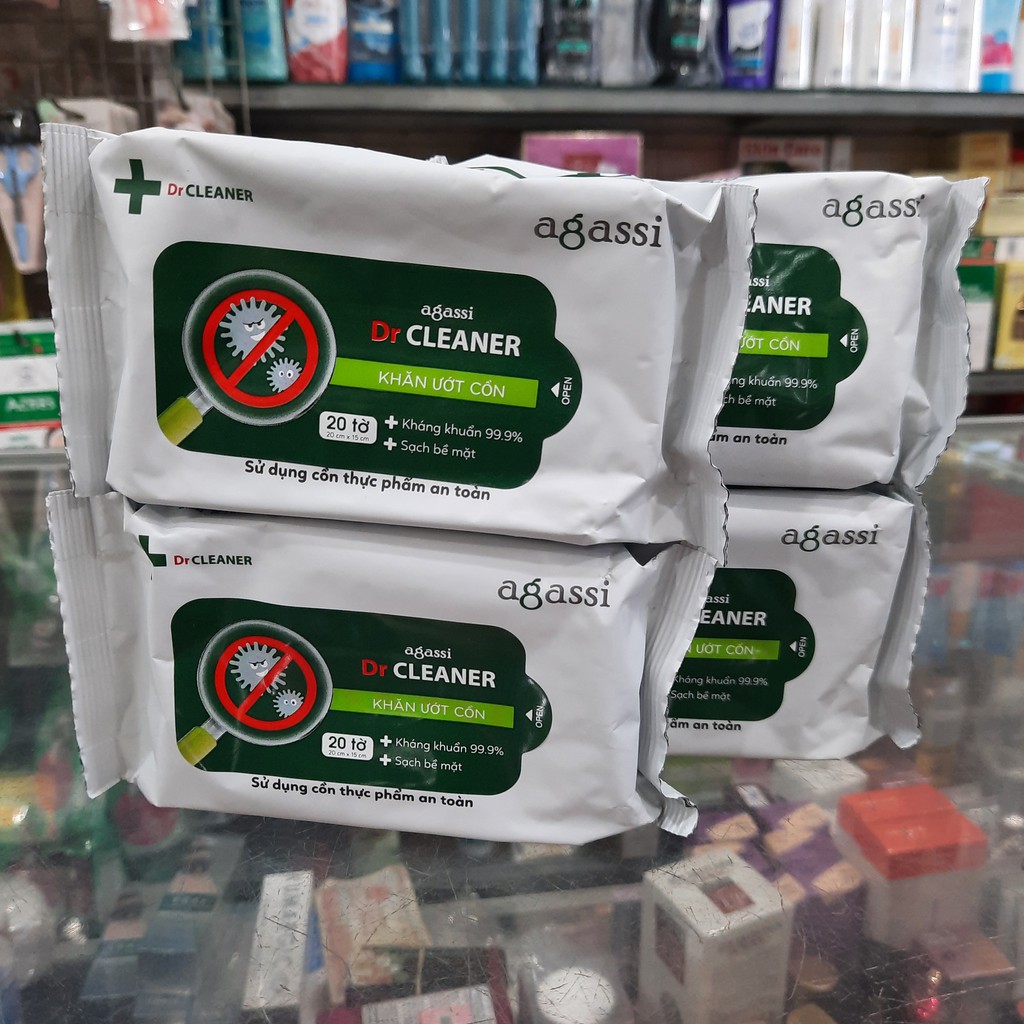 Dr CLEANER
agassi
agassi
Dr CLEANER
KHĂN ƯỚT CỒN
OPEN
20 tờ
20 cm x 15 cm
Kháng khuẩn 99.9%
Sạch bề mặt
Sử dụng cồn thực phẩm an toàn
agassi
EANER
ƯỚT CỒN
OPEN
khuẩn 99.9%
bề mặt
an toàn
Dr CLEANER
agassi
agassi
Dr CLEANER
KHĂN ƯỚT CỒN
OPEN
20 tờ
20 cm x 15 cm
Kháng khuẩn 99.9%
Sạch bề mặt
Sử dụng cồn thực phẩm an toàn
agassi
assi
EANER
ƯỚT CỒN
OPEN
Kháng khuẩn 99.9%
Sạch bề mặt
an toàn